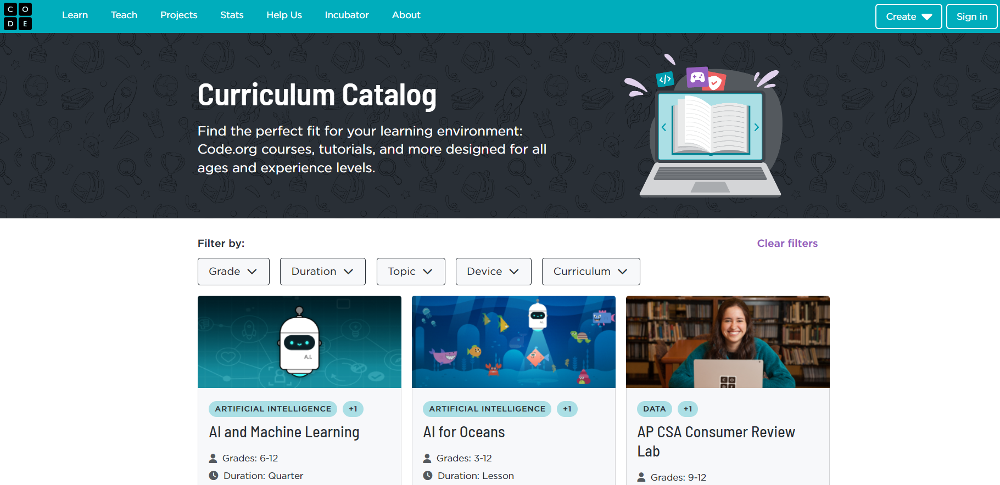 CO
DE
Learn Teach Projects Stats Help Us Incubator About Create Sign in
Curriculum Catalog
Find the perfect fit for your learning environment:
Code.org courses, tutorials, and more designed for all
ages and experience levels.
</>
Filter by: Clear filters
Grade Duration Topic Device Curriculum
A.I.
A.I.
CO
DE
ARTIFICIAL INTELLIGENCE +1
AI and Machine Learning
Grades: 6-12
Duration: Quarter
ARTIFICIAL INTELLIGENCE +1
AI for Oceans
Grades: 3-12
Duration: Lesson
DATA +1
AP CSA Consumer Review
Lab
Grades: 9-12